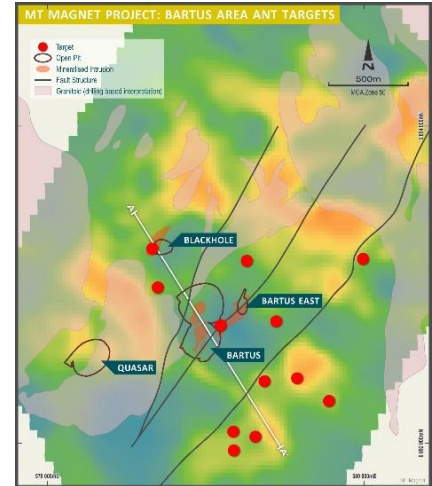 MT MAGNET PROJECT: BARTUS AREA ANT TARGETS
Target
Open Pit
Mineralised Intrusion
Fault Structure
Granitoid (drilling based interpretation)
N
500m
MGA Zone 50
A
BLACKHOLE
BARTUS EAST
BARTUS
QUASAR
A'